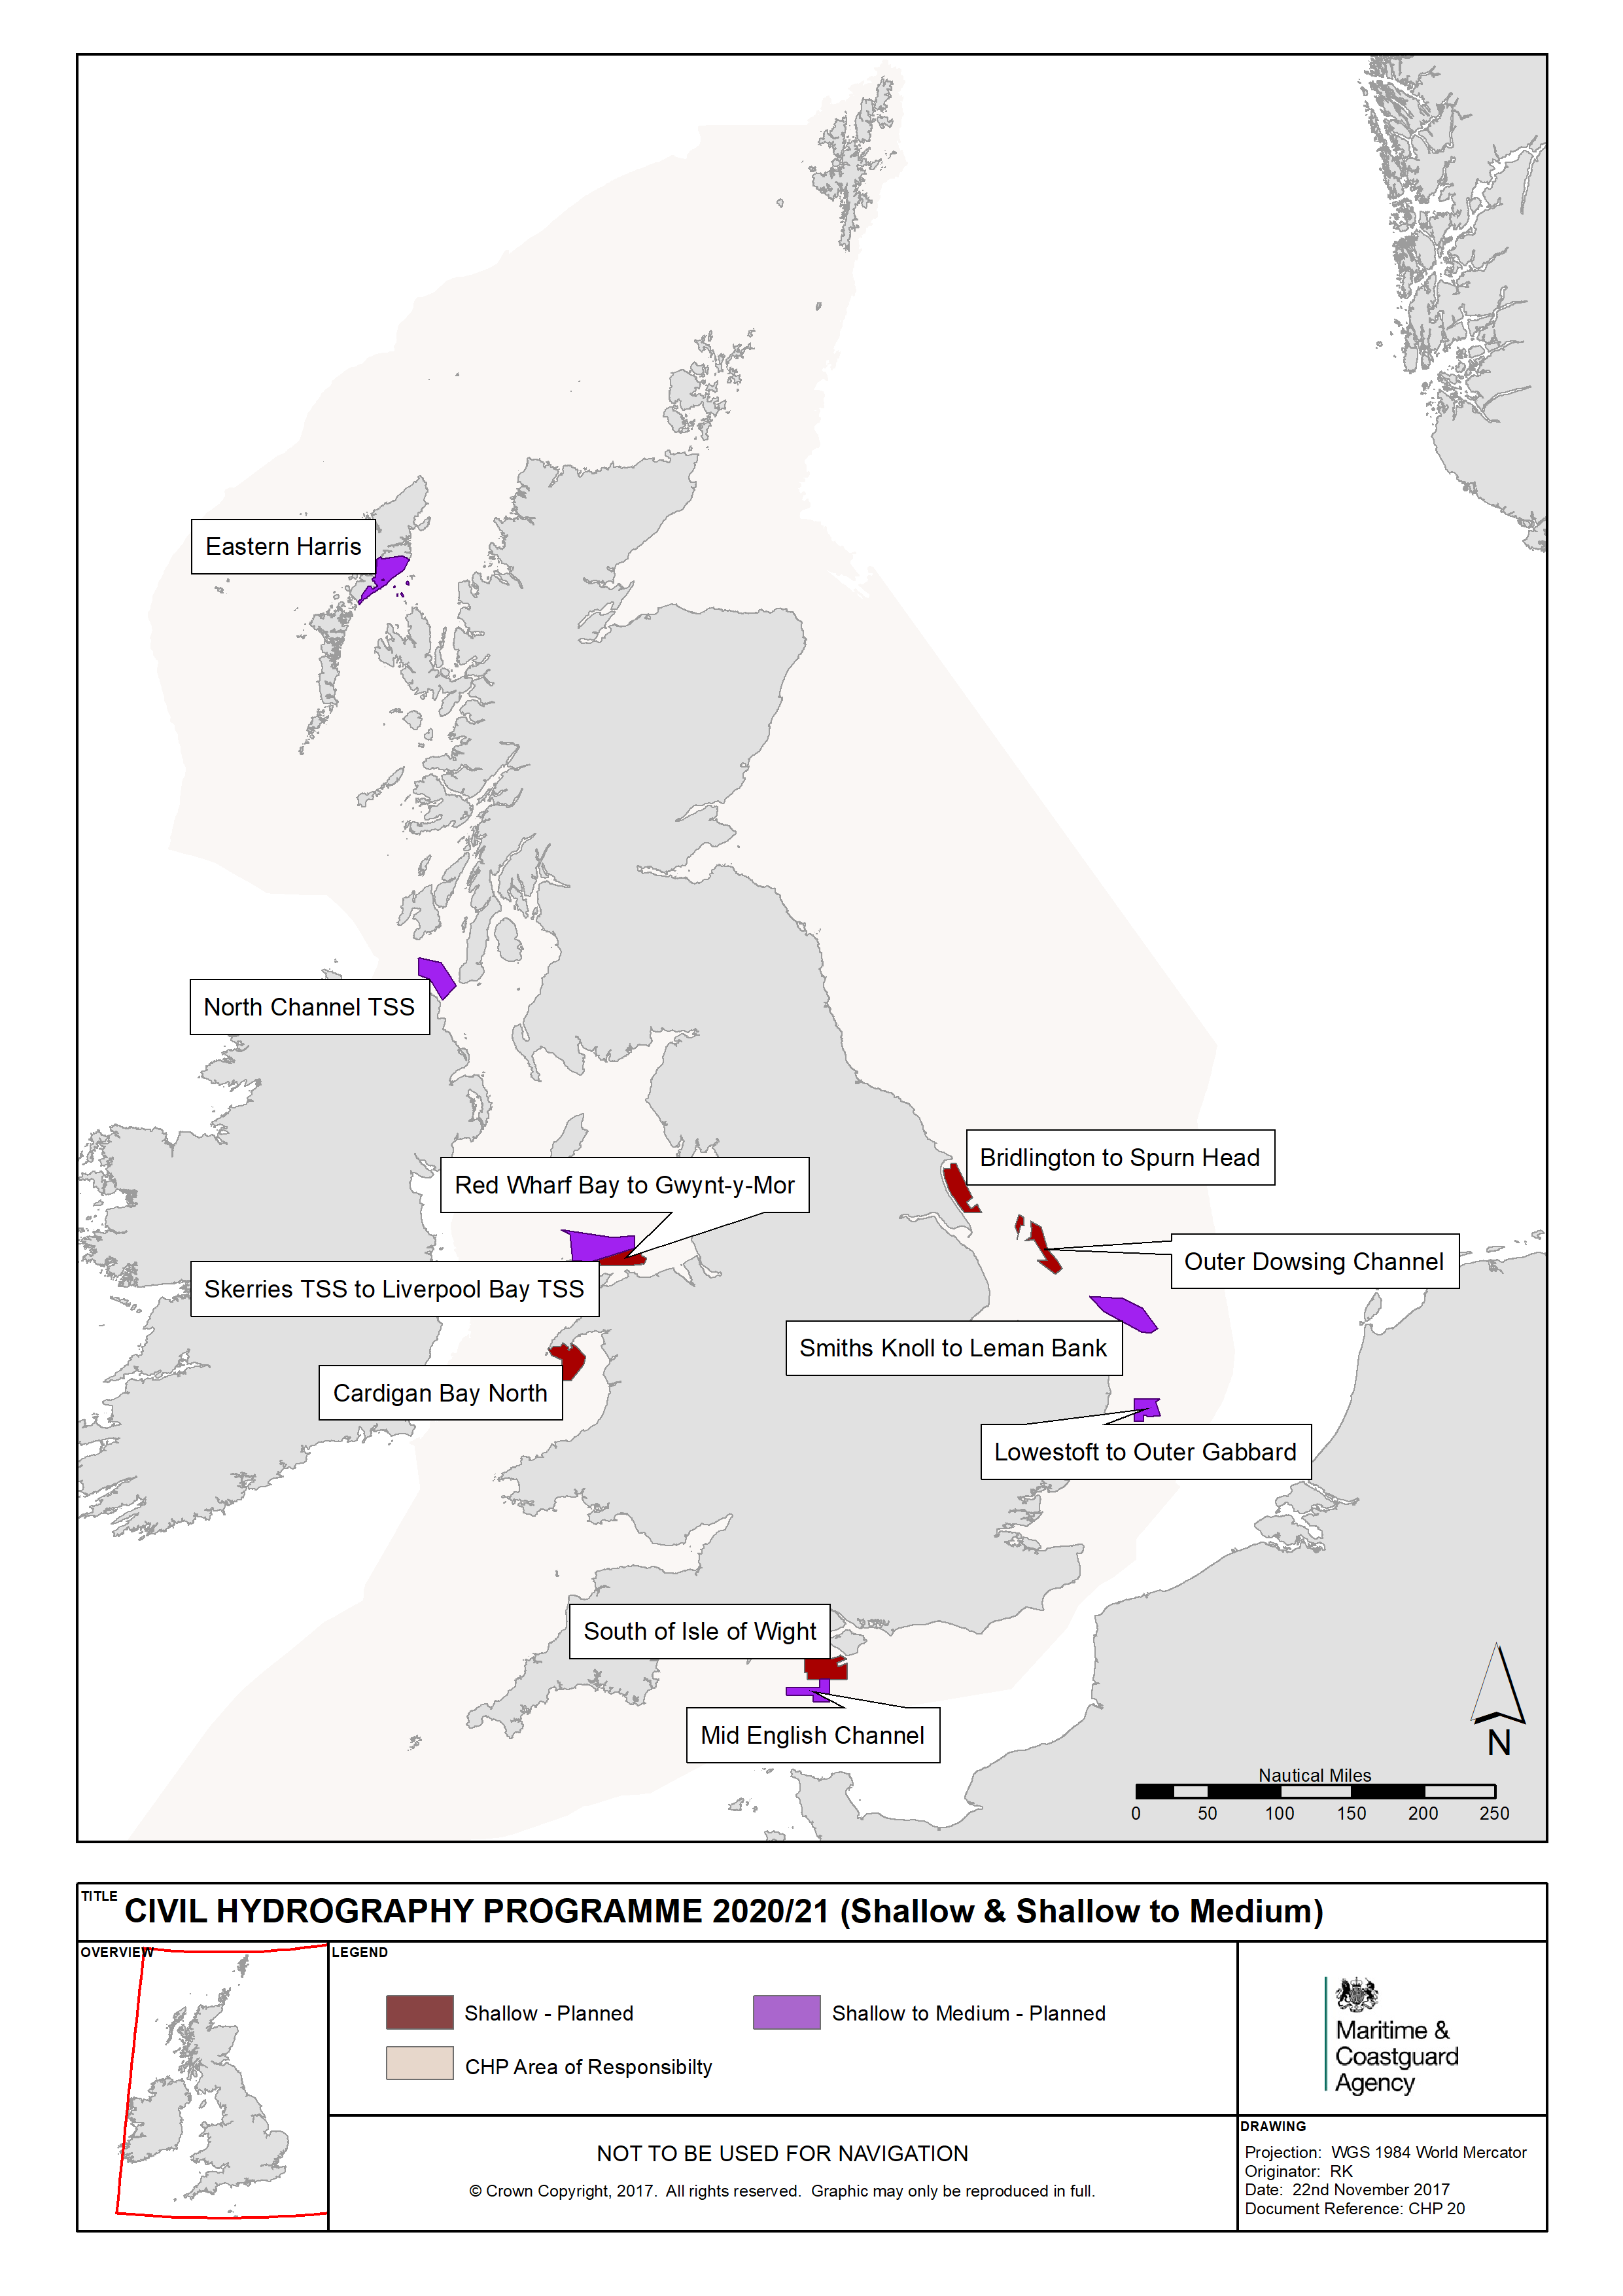 Eastern Harris
North Channel TSS
Bridlington to Spurn Head
Red Wharf Bay to Gwynt-y-Mor
Outer Dowsing Channel
Skerries TSS to Liverpool Bay TSS
Smiths Knoll to Leman Bank
Cardigan Bay North
Lowestoft to Outer Gabbard
South of Isle of Wight
Mid English Channel
N
Nautical Miles
0 50 100 150 200 250
TITLE
CIVIL HYDROGRAPHY PROGRAMME 2020/21 (Shallow & Shallow to Medium)
OVERVIEW
LEGEND
Shallow - Planned
Shallow to Medium - Planned
CHP Area of Responsibilty
Maritime &
Coastguard
Agency
NOT TO BE USED FOR NAVIGATION
© Crown Copyright, 2017. All rights reserved. Graphic may only be reproduced in full.
DRAWING
Projection: WGS 1984 World Mercator
Originator: RK
Date: 22nd November 2017
Document Reference: CHP 20